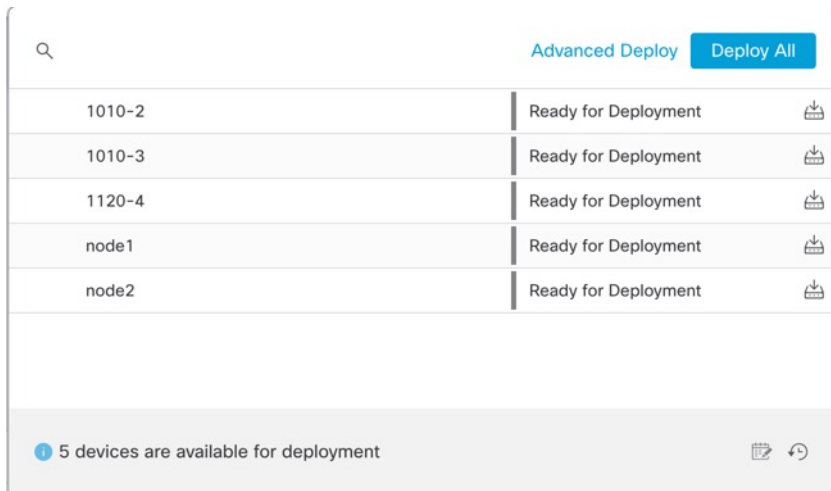 Advanced Deploy Deploy All
1010-2 Ready for Deployment
1010-3 Ready for Deployment
1120-4 Ready for Deployment
node1 Ready for Deployment
node2 Ready for Deployment
5 devices are available for deployment